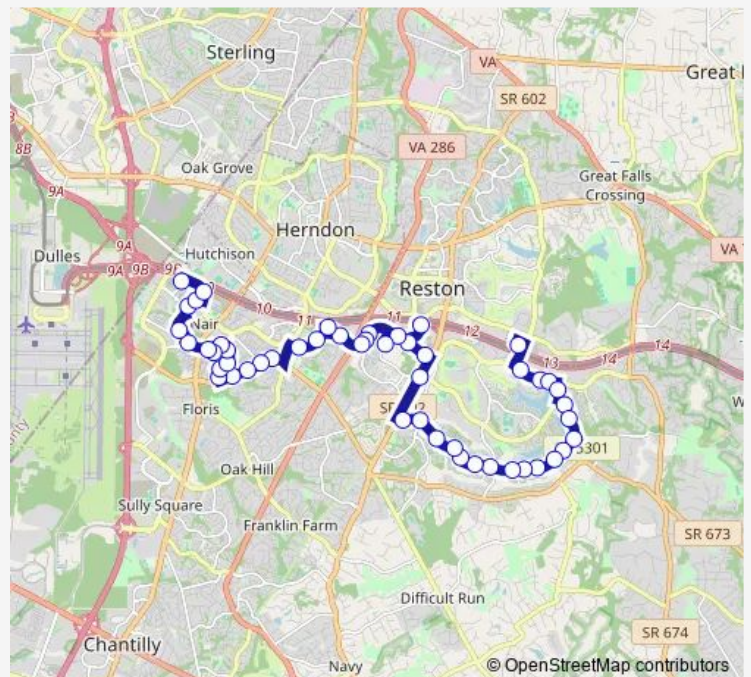 Sterling
VA
Great
SR 602
8B
VA 286
Oak Grove
Great Falls
Crossing
9A
Herndon
9A
VA
Dulles
9A 9B
Hutchison
Reston
10
11
11
12
Nair
13
14
14
W
SR
2
Floris
5301
Oak Hill
Sully Square
Franklin Farm
SR 673
Difficult Run
SR 674
Chantilly
Navy
© OpenStreetMap contributors